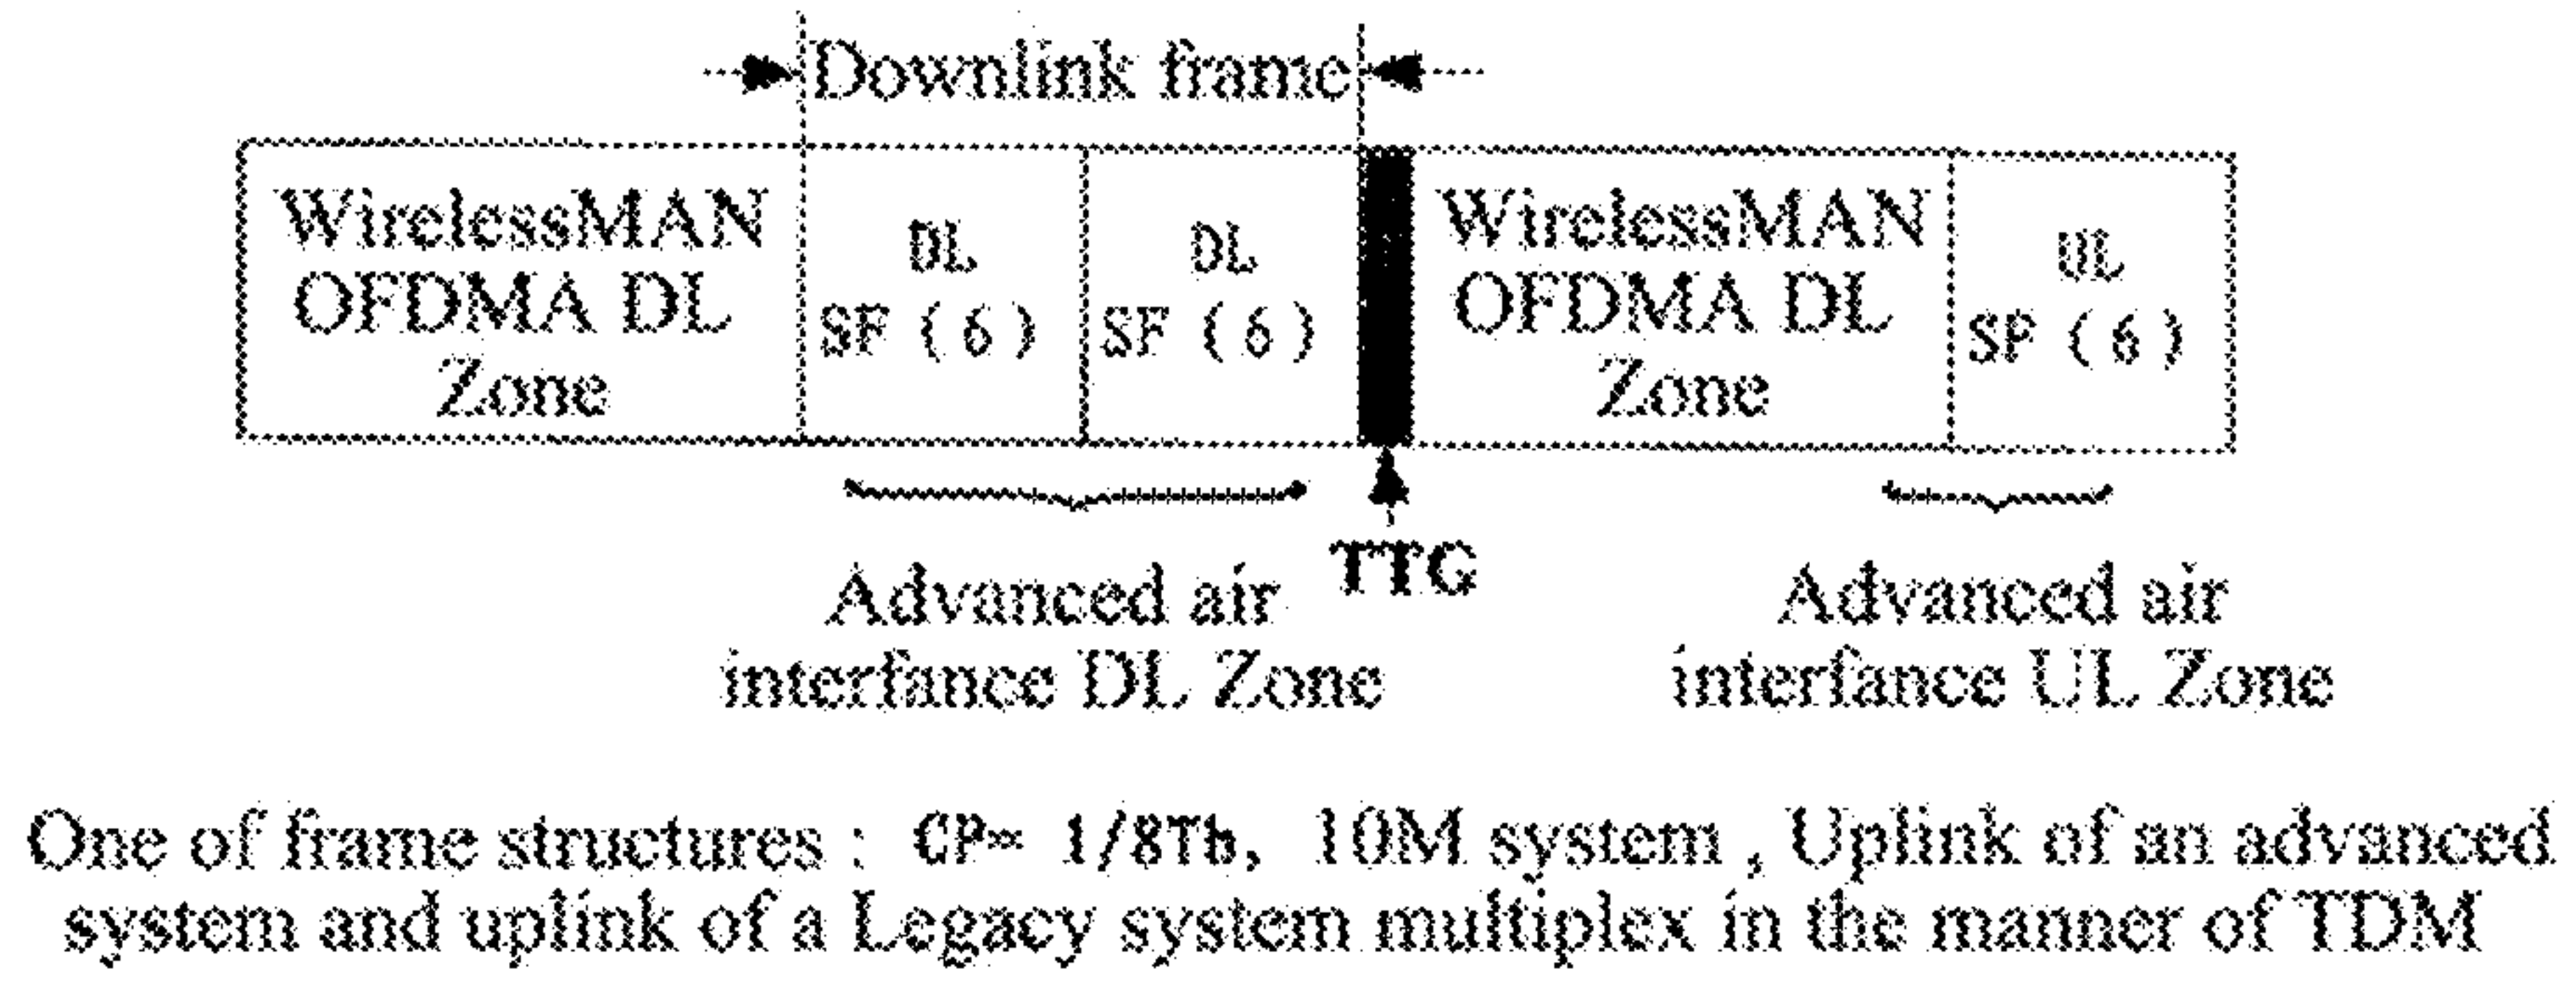 Downlink frame
WirelessMAN
OFDMA DL
Zone
DL
SF (6)
DL
SF (6)
WirelessMAN
OFDMA DL
Zone
UL
SF (6)
TTG
Advanced air
interfance DL Zone
Advanced air
interfance UL Zone
One of frame structures : CP= 1/8Tb, 10M system , Uplink of an advanced
system and uplink of a Legacy system multiplex in the manner of TDM